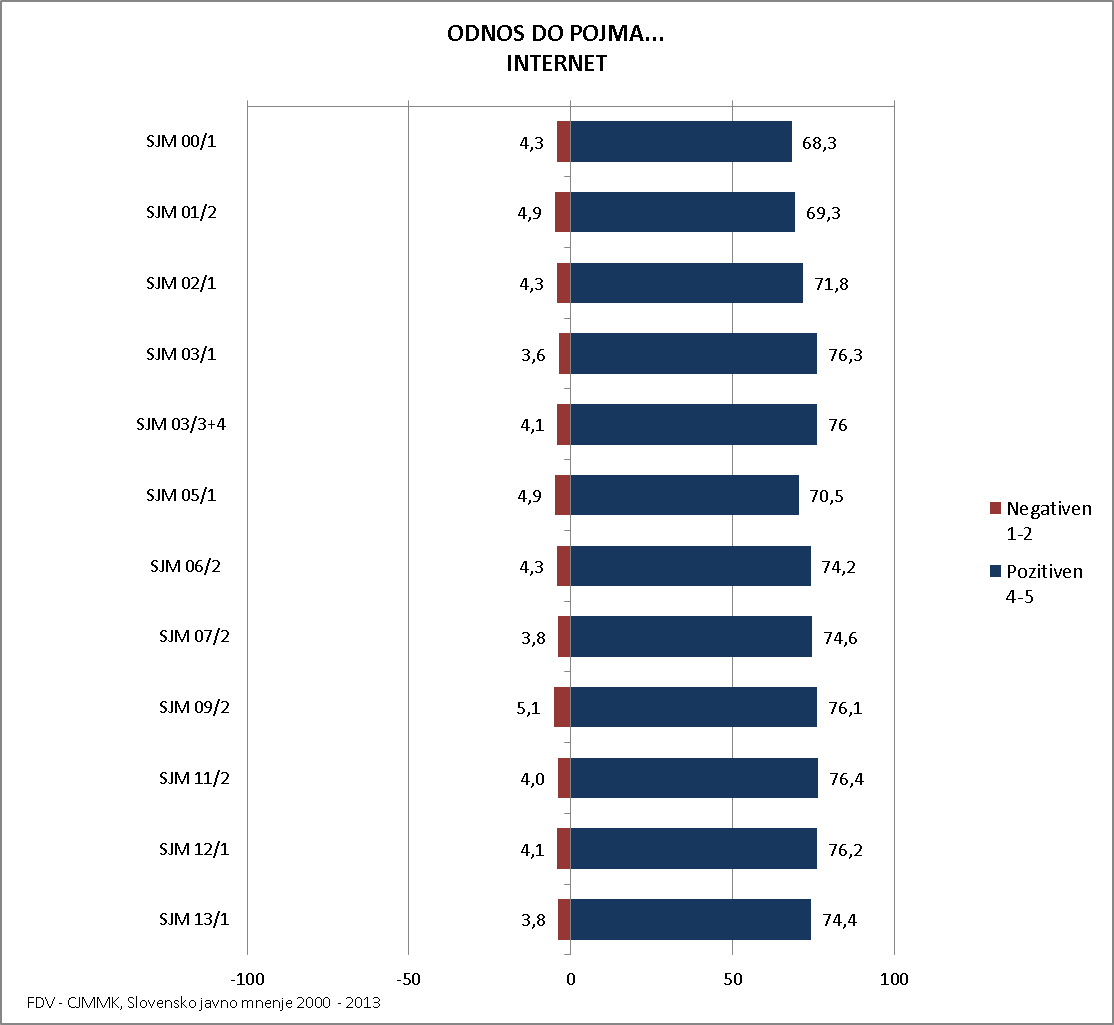 ODNOS DO POJMA...
INTERNET
SJM 00/1 4,3 68,3
SJM 01/2 4,9 69,3
SJM 02/1 4,3 71,8
SJM 03/1 3,6 76,3
SJM 03/3+4 4,1 76
SJM 05/1 4,9 70,5
SJM 06/2 4,3 74,2
SJM 07/2 3,8 74,6
SJM 09/2 5,1 76,1
SJM 11/2 4,0 76,4
SJM 12/1 4,1 76,2
SJM 13/1 3,8 74,4
Negativen
1-2
Pozitiven
4-5
-100 -50 0 50 100
FDV - CJMMK, Slovensko javno mnenje 2000 - 2013